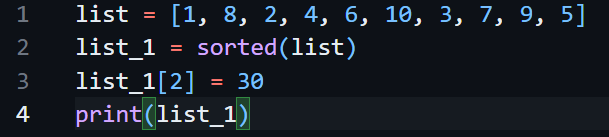 1 list = [1, 8, 2, 4, 6, 10, 3, 7, 9, 5]
2 list_1 = sorted(list)
3 list_1[2] = 30
4 print(list_1)